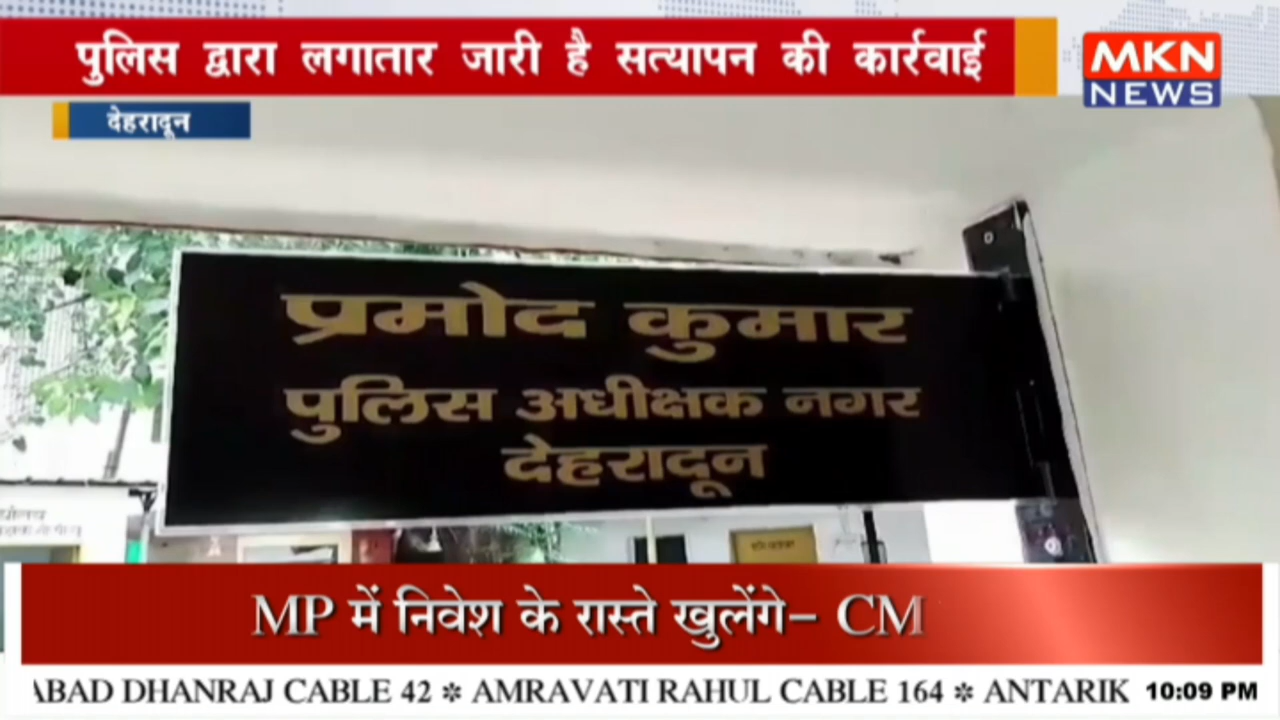 पुलिस द्वारा लगातार जारी है सत्यापन की कार्रवाई
MKN
NEWS
देहरादून
प्रमोद कुमार
पुलिस अधीक्षक नगर
देहरादून
MP में निवेश के रास्ते खुलेंगे- CM
ABAD DHANRAJ CABLE 42 * AMRAVATI RAHUL CABLE 164 * ANTARIK 10:09 PM